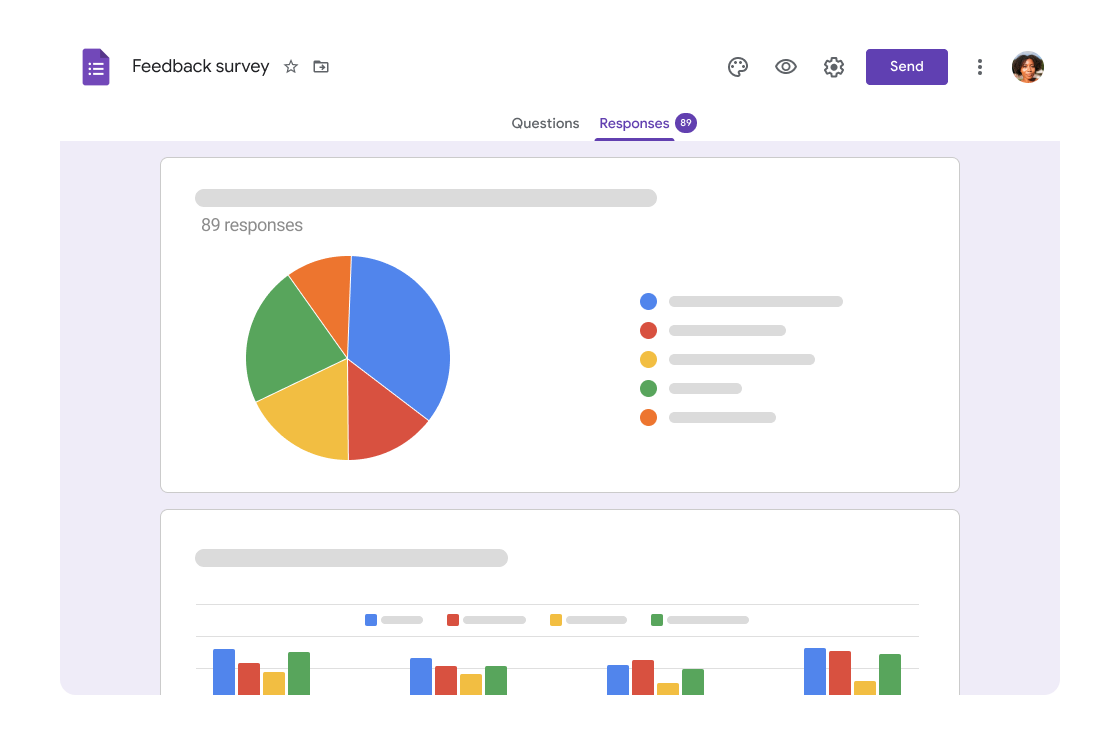 Feedback survey
Send
Questions
Responses 89
89 responses